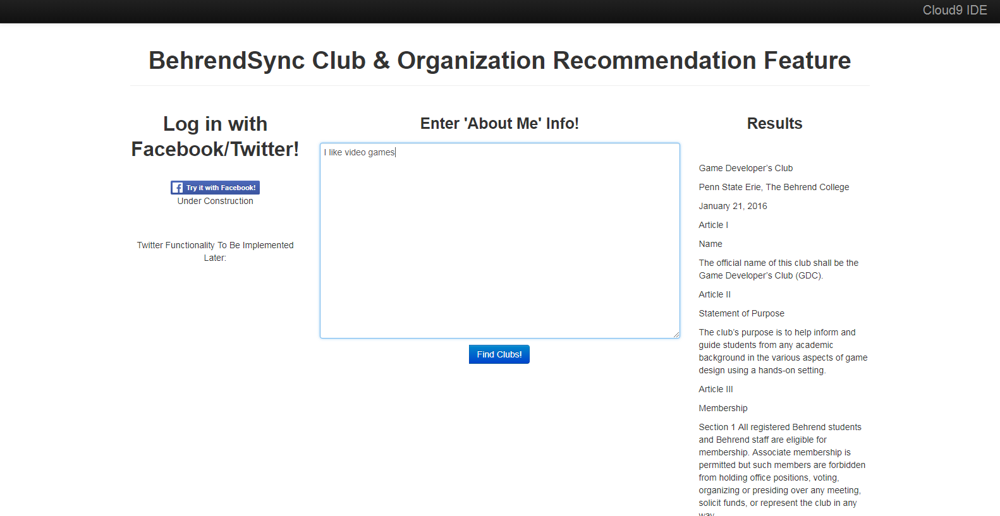 Cloud9 IDE
BehrendSync Club & Organization Recommendation Feature
Log in with
Facebook/Twitter!
Try it with Facebook!
Under Construction
Twitter Functionality To Be Implemented
Later:
Enter 'About Me' Info!
I like video games
Find Clubs!
Results
Game Developer’s Club
Penn State Erie, The Behrend College
January 21, 2016
Article I
Name
The official name of this club shall be the
Game Developer’s Club (GDC).
Article II
Statement of Purpose
The club’s purpose is to help inform and
guide students from any academic
background in the various aspects of game
design using a hands-on setting.
Article III
Membership
Section 1 All registered Behrend students
and Behrend staff are eligible for
membership. Associate membership is
permitted but such members are forbidden
from holding office positions, voting,
organizing or presiding over any meeting,
solicit funds, or represent the club in any
way